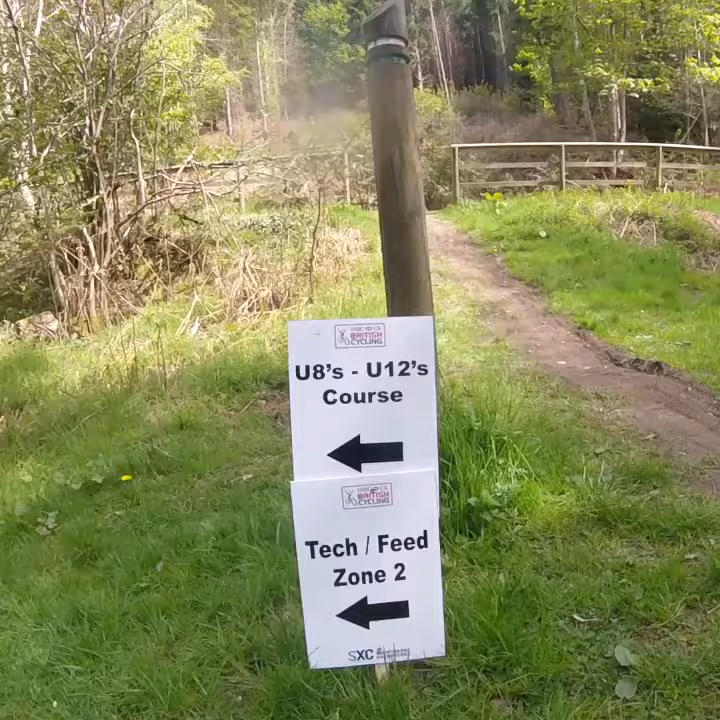 BRITISH
CYCLING
U8's - U12's
Course
BRITISH
CYCLING
Tech / Feed
Zone 2
SXC